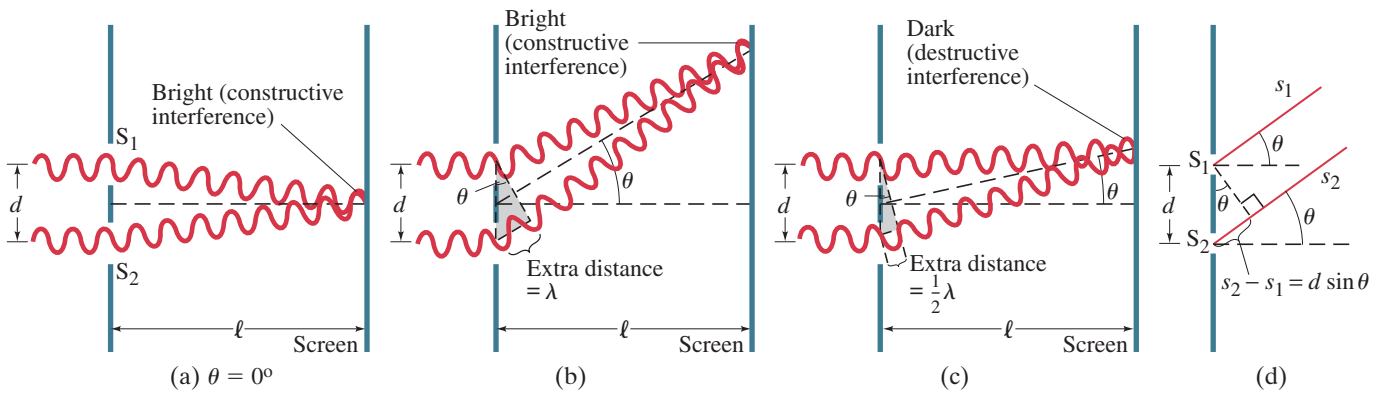 Bright (constructive
interference)
S₁
d
S₂
ℓ
Screen
(a) θ = 0°
Bright
(constructive
interference)
θ
θ
d
Extra distance
= λ
ℓ
Screen
(b)
Dark
(destructive
interference)
θ
θ
d
Extra distance
= ½λ
ℓ
Screen
(c)
s₁
θ
S₁
s₂
d
θ
θ
S₂
s₂ – s₁ = d sin θ
(d)